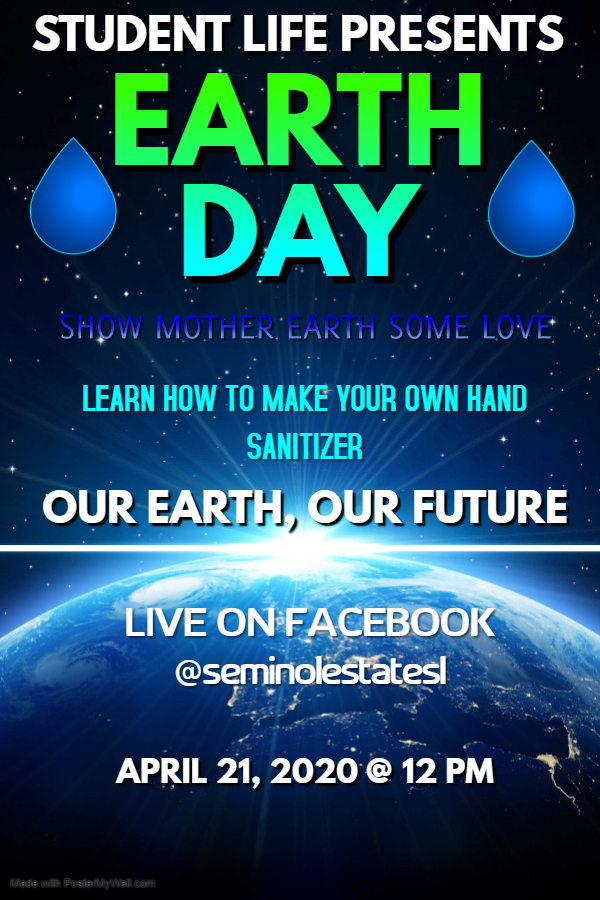 STUDENT LIFE PRESENTS
EARTH
DAY
SHOW MOTHER EARTH SOME LOVE
LEARN HOW TO MAKE YOUR OWN HAND
SANITIZER
OUR EARTH, OUR FUTURE
LIVE ON FACEBOOK
@seminolestatesl
APRIL 21, 2020 @ 12 PM
Made with PosterMyWall.com